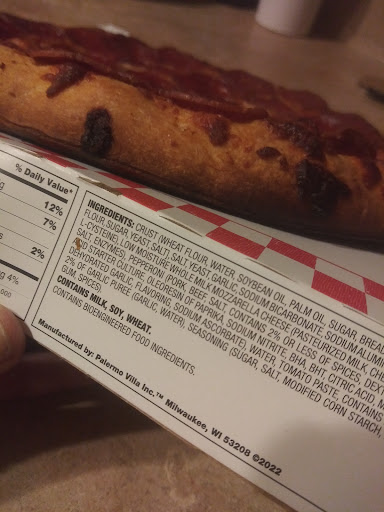 % Daily Value*
g
12%
7%
s
2%
g 4%
,000
INGREDIENTS: CRUST (WHEAT FLOUR, WATER, SOYBEAN OIL, PALM OIL, SUGAR, BREA
FLOUR, SUGAR, YEAST, SALT), SALT, YEAST, GARLIC, SODIUM BICARBONATE, SODIUM ALUM
L-CYSTEINE), LOW MOISTURE WHOLE MILK MOZZARELLA CHEESE (PASTEURIZED MILK, CH
SALT, ENZYMES), PEPPERONI (PORK, BEEF, SALT, CONTAINS 2% OR LESS OF SPICES, DEXT
AND STARTER CULTURE, OLEORESIN OF PAPRIKA, SODIUM NITRITE, BHA, BHT, CITRIC ACID,
DEHYDRATED GARLIC, FLAVORING, SODIUM ASCORBATE), WATER, TOMATO PASTE, CONTAINS
2% OF: GARLIC PUREE (GARLIC, WATER), SEASONING (SUGAR, SALT, MODIFIED CORN STARCH,
GUM, SPICES).
CONTAINS MILK, SOY, WHEAT.
CONTAINS BIOENGINEERED FOOD INGREDIENTS.
Manufactured by: Palermo Villa Inc.™ Milwaukee, WI 53208 ©2022